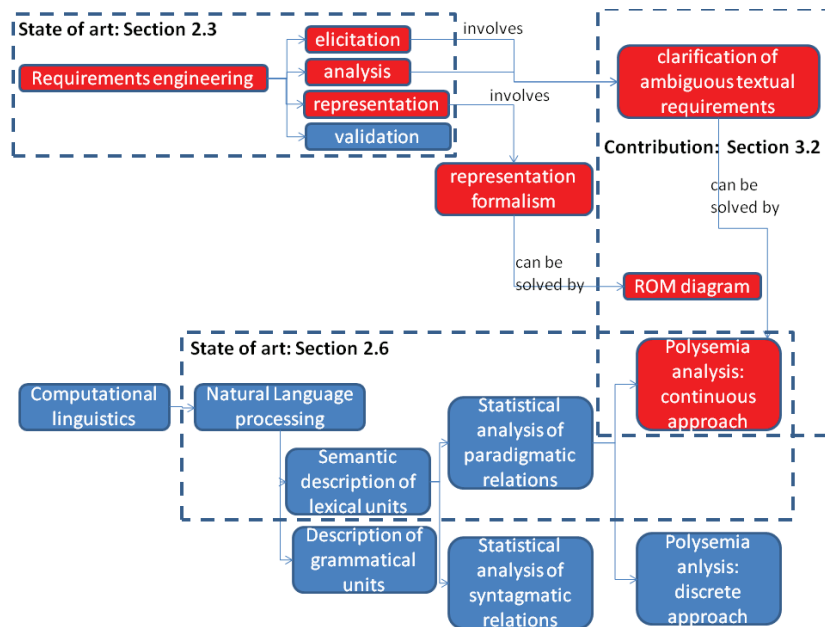 State of art: Section 2.3
elicitation
involves
Requirements engineering
analysis
representation
involves
validation
clarification of
ambiguous textual
requirements
Contribution: Section 3.2
representation
formalism
can be
solved by
can be
solved by
ROM diagram
State of art: Section 2.6
Polysemia
analysis:
continuous
approach
Computational
linguistics
Natural Language
processing
Statistical
analysis of
paradigmatic
relations
Semantic
description of
lexical units
Description of
grammatical
units
Statistical
analysis of
syntagmatic
relations
Polysemia
anlysis:
discrete
approach